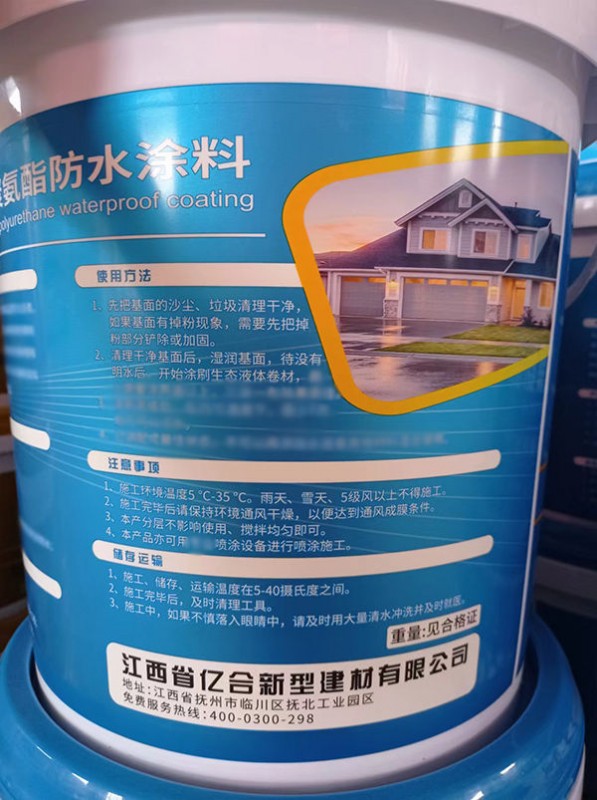 氨酯防水涂料
polyurethane waterproof coating
使用方法
1、先把基面的沙尘、垃圾清理干净，
如果基面有掉粉现象，需要先把掉
粉部分铲除或加固。
2、清理干净基面后，湿润基面，待没有
明水后，开始涂刷生态液体卷材，
注意事项
1、施工环境温度5 °C-35 °C。雨天、雪天、5级风以上不得施工。
2、施工完毕后请保持环境通风干燥，以便达到通风成膜条件。
3、本产分层不影响使用、搅拌均匀即可。
4、本产品亦可用 喷涂设备进行喷涂施工。
储存运输
1、施工、储存、运输温度在5-40摄氏度之间。
2、施工完毕后，及时清理工具。
3、施工中，如果不慎落入眼睛中，请及时用大量清水冲洗并及时就医。
重量:见合格证
江西省亿合新型建材有限公司
地址:江西省抚州市临川区抚北工业园区
免费服务热线:400-0300-298